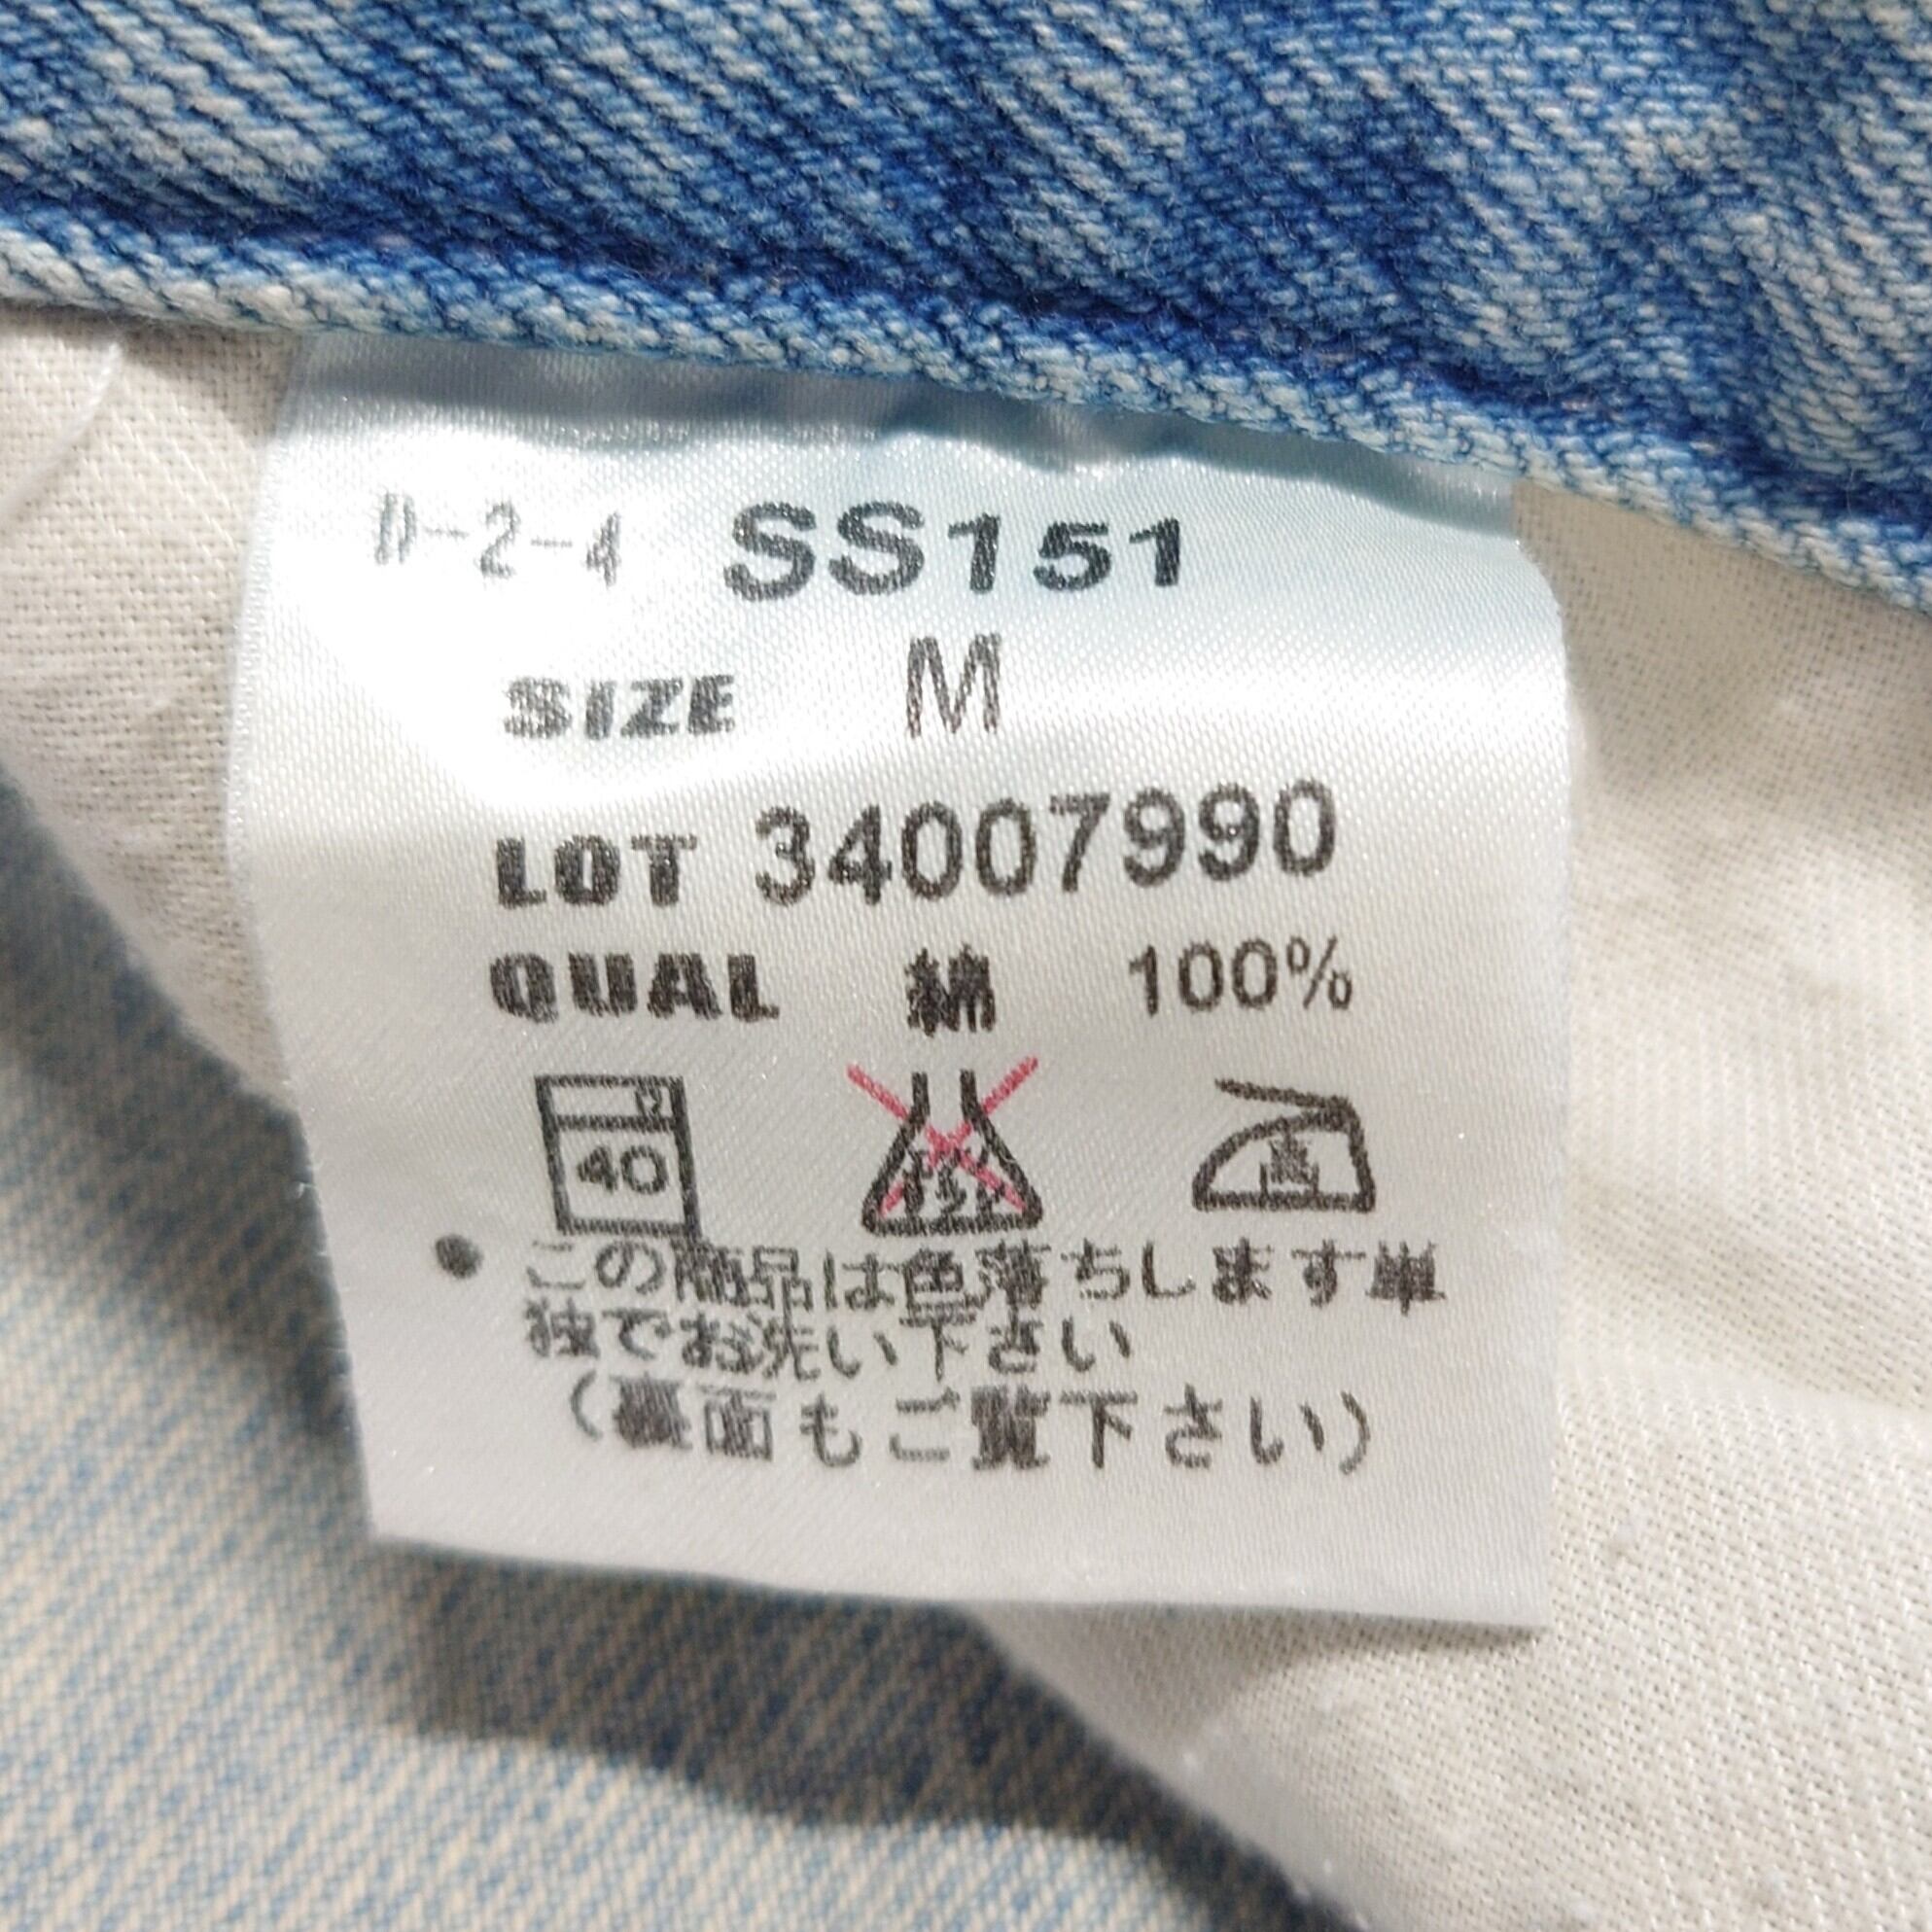 D-2-4 SS151
SIZE M
LOT 34007990
QUAL 綿 100%
40 高
● この商品は色落ちします単
独でお洗い下さい
(裏面もご覧下さい)